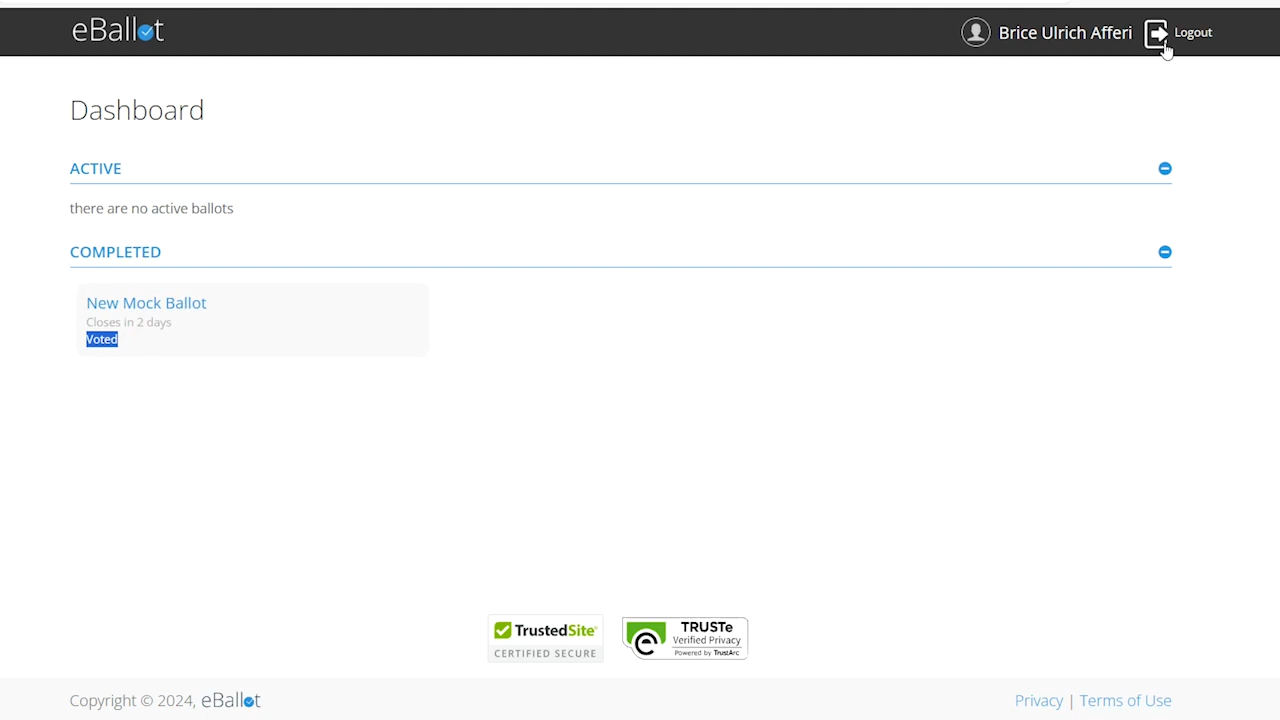 eBallot
Brice Ulrich Afferi
Logout
Dashboard
ACTIVE
there are no active ballots
COMPLETED
New Mock Ballot
Closes in 2 days
Voted
TrustedSite
CERTIFIED SECURE
TRUSTe
Verified Privacy
Powered by TrustArc
Copyright © 2024, eBallot
Privacy | Terms of Use